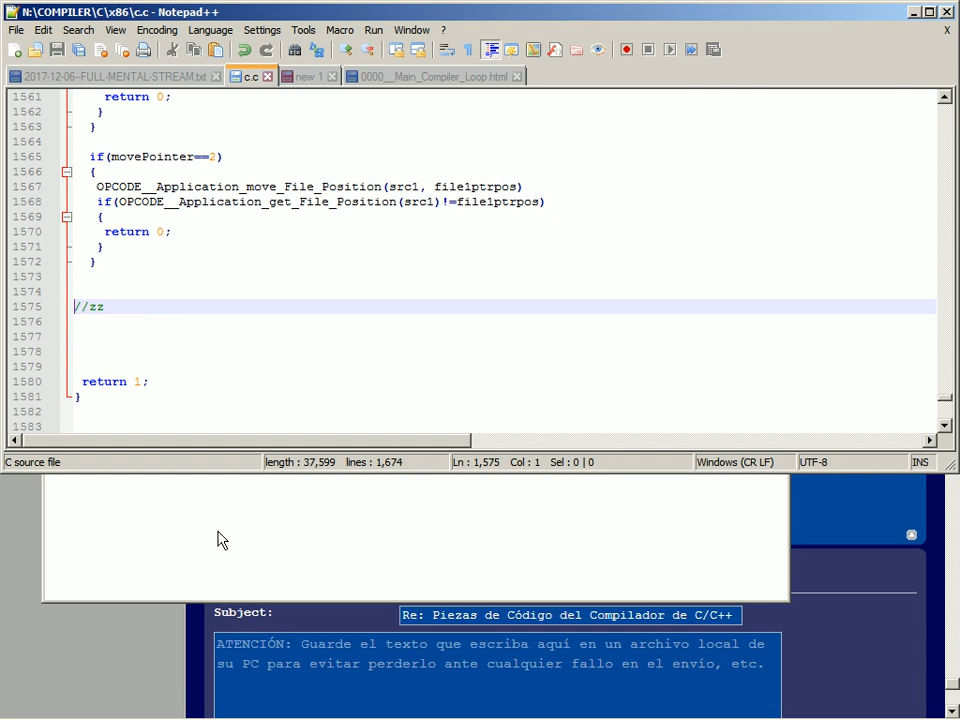 N:\COMPILER\C\x86\c.c - Notepad++
File Edit Search View Encoding Language Settings Tools Macro Run Window ? X
2017-12-06--FULL-MENTAL-STREAM.txt c.c new 1 0000__Main_Compiler_Loop.html
1561 return 0;
1562 }
1563 }
1564
1565 if(movePointer==2)
1566 {
1567 OPCODE__Application_move_File_Position(src1, file1ptrpos)
1568 if(OPCODE__Application_get_File_Position(src1)!=file1ptrpos)
1569 {
1570 return 0;
1571 }
1572 }
1573
1574
1575 //zz
1576
1577
1578
1579
1580 return 1;
1581 }
1582
1583
C source file length : 37,599 lines : 1,674 Ln : 1,575 Col : 1 Sel : 0 | 0 Windows (CR LF) UTF-8 INS
Subject: Re: Piezas de Código del Compilador de C/C++
ATENCIÓN: Guarde el texto que escriba aquí en un archivo local de
su PC para evitar perderlo ante cualquier fallo en el envío, etc.